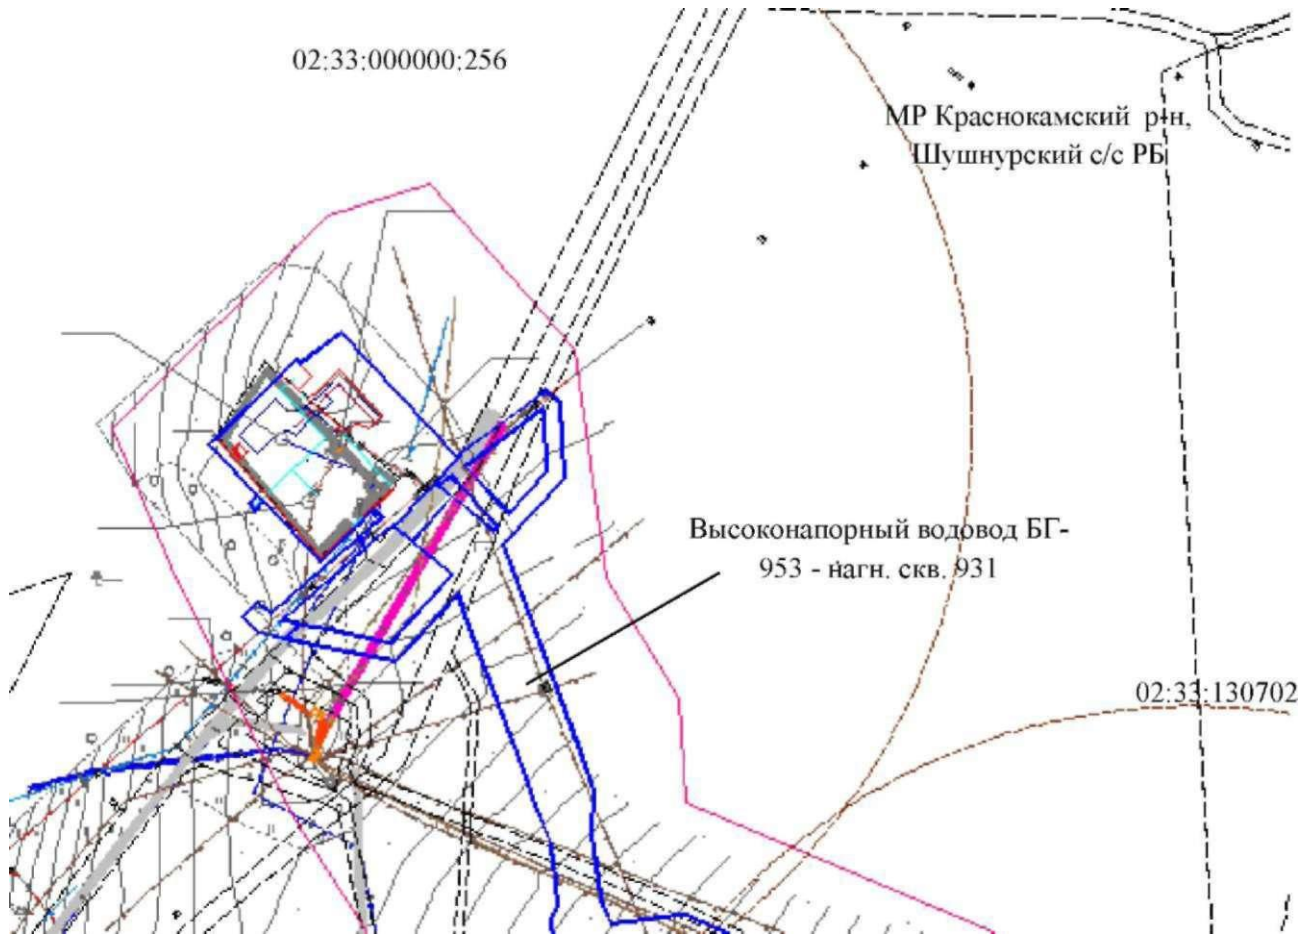 02:33:000000:256
МР Краснокамский р-н,
Шушнурский с/с РБ
Высоконапорный водовод БГ-
953 - нагн. скв. 931
02:33:130702